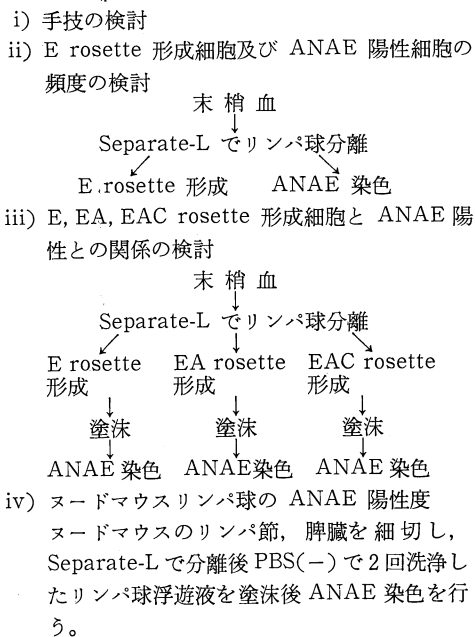 i) 手技の検討
ii) E rosette 形成細胞及び ANAE 陽性細胞の
頻度の検討
末梢血
↓
Separate-L でリンパ球分離
↙ ↘
E rosette 形成 ANAE 染色
iii) E, EA, EAC rosette 形成細胞と ANAE 陽
性との関係の検討
末梢血
↓
Separate-L でリンパ球分離
↙ ↓ ↘
E rosette EA rosette EAC rosette
形成 形成 形成
↓ ↓ ↓
塗沫 塗沫 塗沫
↓ ↓ ↓
ANAE 染色 ANAE染色 ANAE 染色
iv) ヌードマウスリンパ球の ANAE 陽性度
ヌードマウスのリンパ節，脾臓を細切し，
Separate-L で分離後 PBS(－) で2回洗浄し
たリンパ球浮遊液を塗沫後 ANAE 染色を行
う。